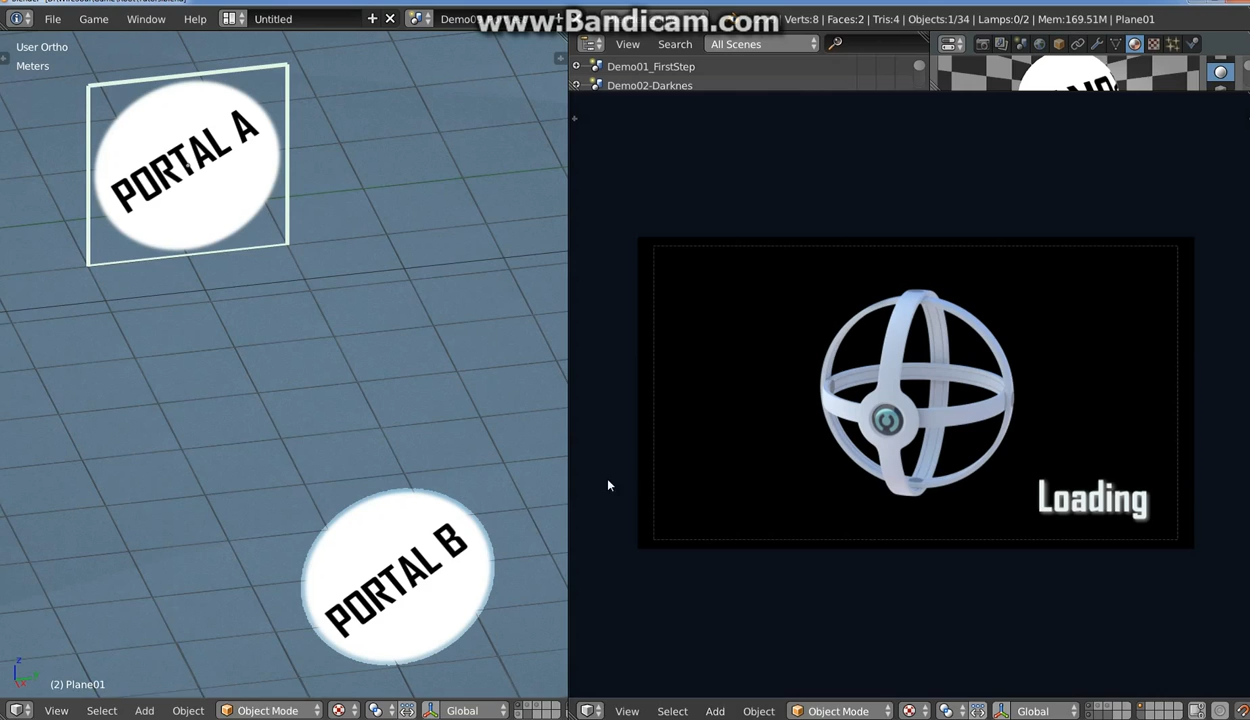 www.Bandicam.com
File Game Window Help Untitled Demo0 Verts:8 | Faces:2 | Tris:4 | Objects:1/34 | Lamps:0/2 | Mem:169.51M | Plane01
User Ortho
Meters
View Search All Scenes
Demo01_FirstStep
Demo02-Darknes
PORTAL A
PORTAL B
Loading
(2) Plane01
View Select Add Object Object Mode Global
View Select Add Object Object Mode Global